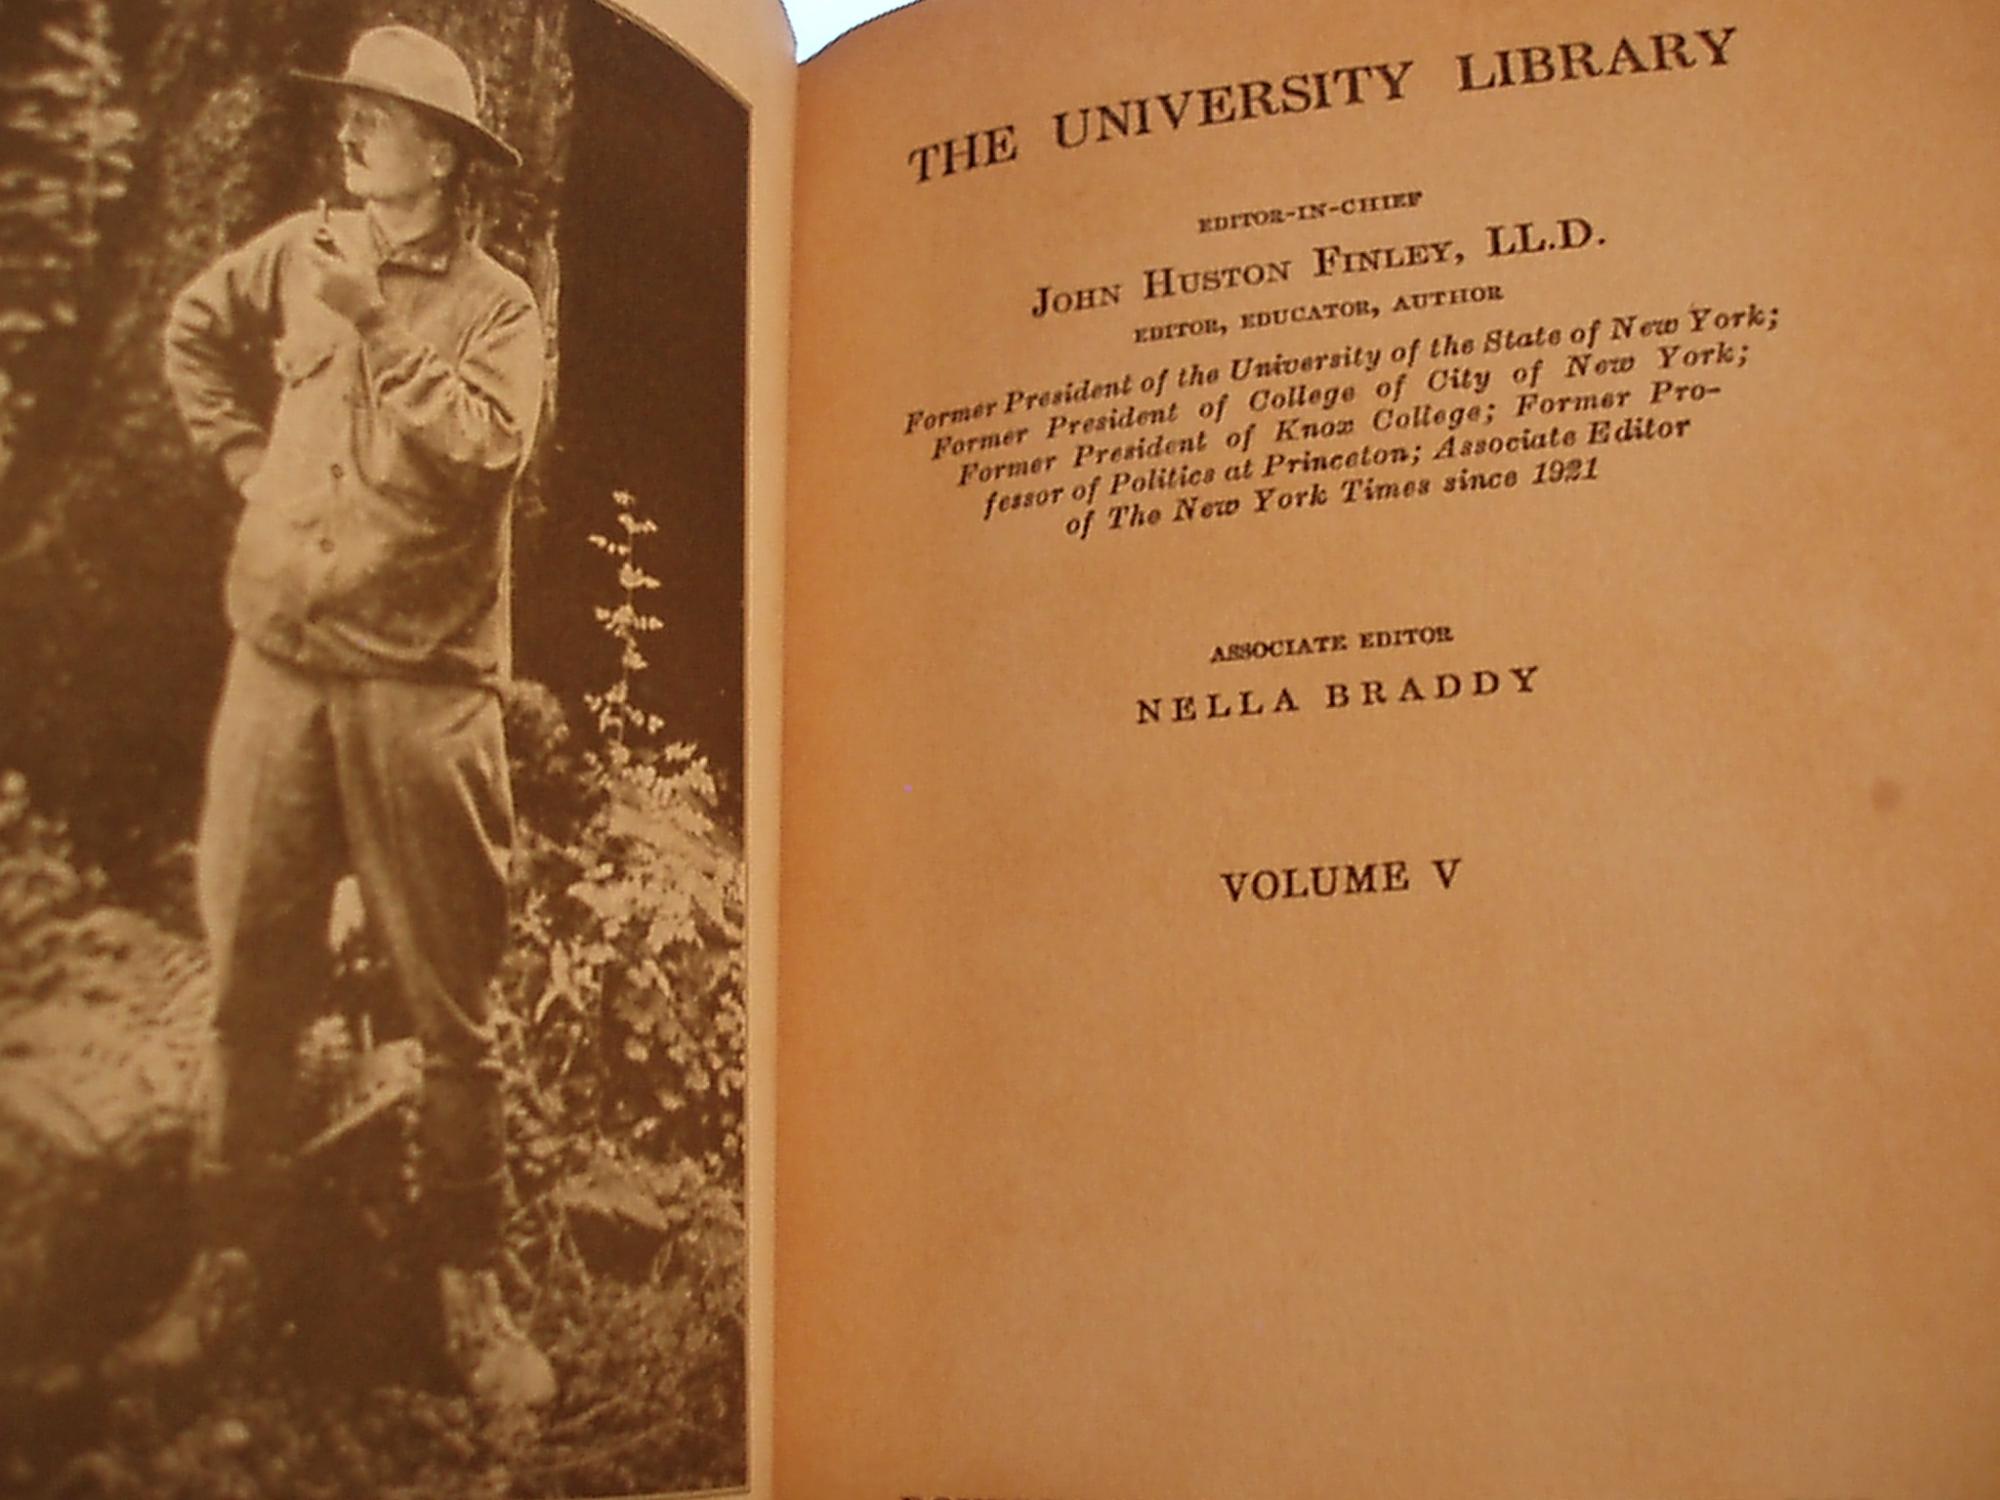 THE UNIVERSITY LIBRARY
EDITOR-IN-CHIEF
JOHN HUSTON FINLEY, LL.D.
EDITOR, EDUCATOR, AUTHOR
Former President of the University of the State of New York;
Former President of College of City of New York;
Former President of Knox College; Former Pro-
fessor of Politics at Princeton; Associate Editor
of The New York Times since 1921
ASSOCIATE EDITOR
NELLA BRADDY
VOLUME V